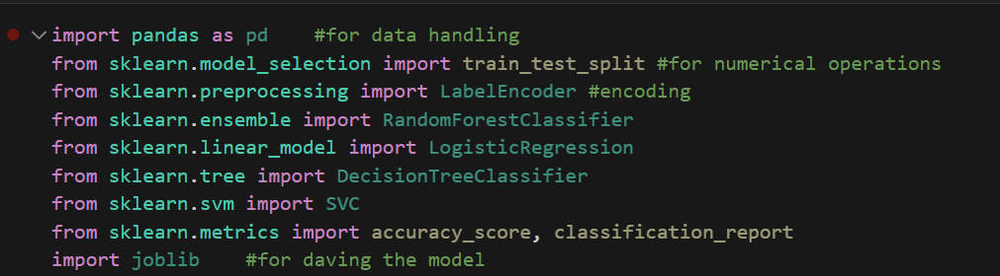 import pandas as pd    #for data handling
from sklearn.model_selection import train_test_split #for numerical operations
from sklearn.preprocessing import LabelEncoder #encoding
from sklearn.ensemble import RandomForestClassifier
from sklearn.linear_model import LogisticRegression
from sklearn.tree import DecisionTreeClassifier
from sklearn.svm import SVC
from sklearn.metrics import accuracy_score, classification_report
import joblib    #for daving the model